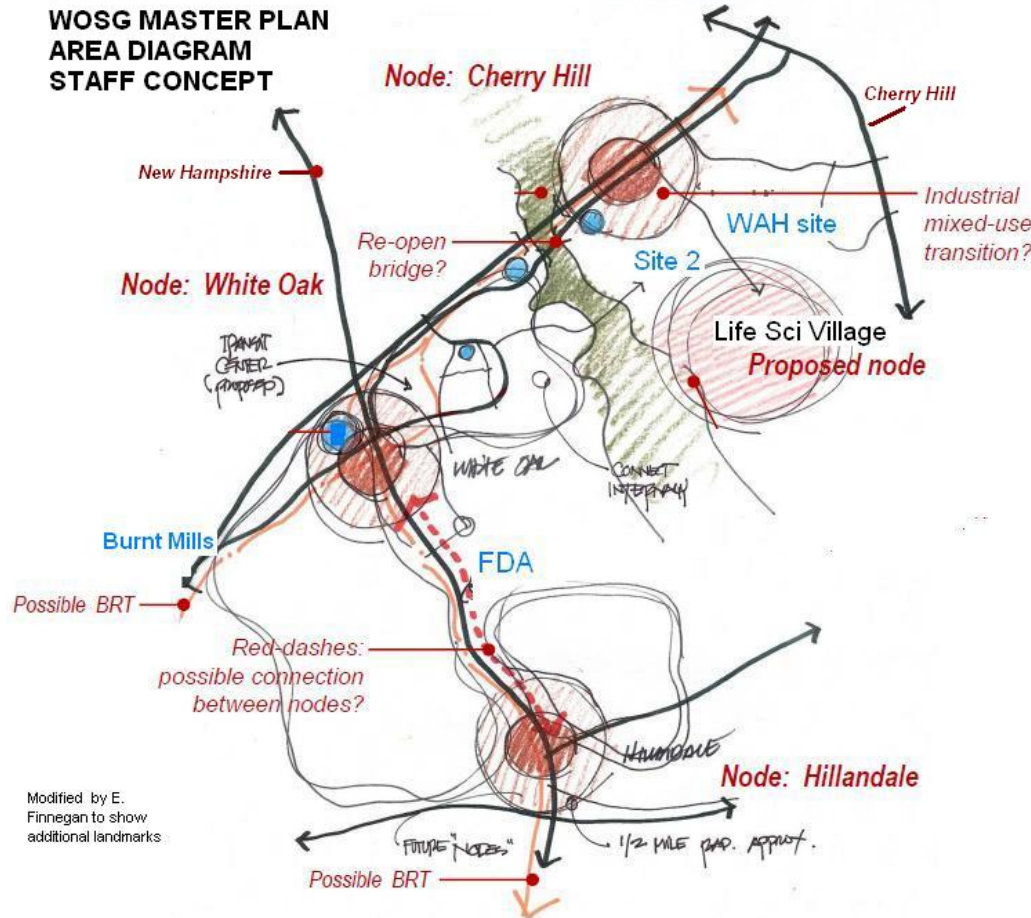 WOSG MASTER PLAN
AREA DIAGRAM
STAFF CONCEPT
Node: Cherry Hill
Cherry Hill
New Hampshire
Industrial
mixed-use
transition?
WAH site
Re-open
bridge?
Site 2
Node: White Oak
TRANSIT
CENTER
(PROPOSED)
Life Sci Village
Proposed node
WHITE OAK
CONNECT
INTERNALLY
Burnt Mills
FDA
Possible BRT
Red-dashes:
possible connection
between nodes?
HILLANDALE
Node: Hillandale
Modified by E.
Finnegan to show
additional landmarks
FUTURE "NODES"
1/2 MILE RAD. APPROX.
Possible BRT